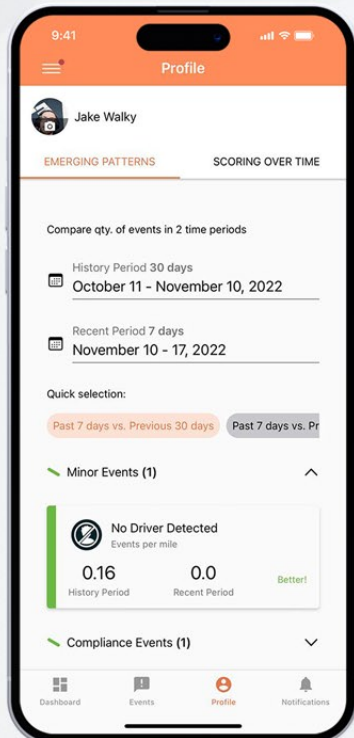 9:41
Profile
Jake Walky
EMERGING PATTERNS SCORING OVER TIME
Compare qty. of events in 2 time periods
History Period 30 days
October 11 - November 10, 2022
Recent Period 7 days
November 10 - 17, 2022
Quick selection:
Past 7 days vs. Previous 30 days Past 7 days vs. Pr
Minor Events (1)
No Driver Detected
Events per mile
0.16 0.0 Better!
History Period Recent Period
Compliance Events (1)
Dashboard Events Profile Notifications